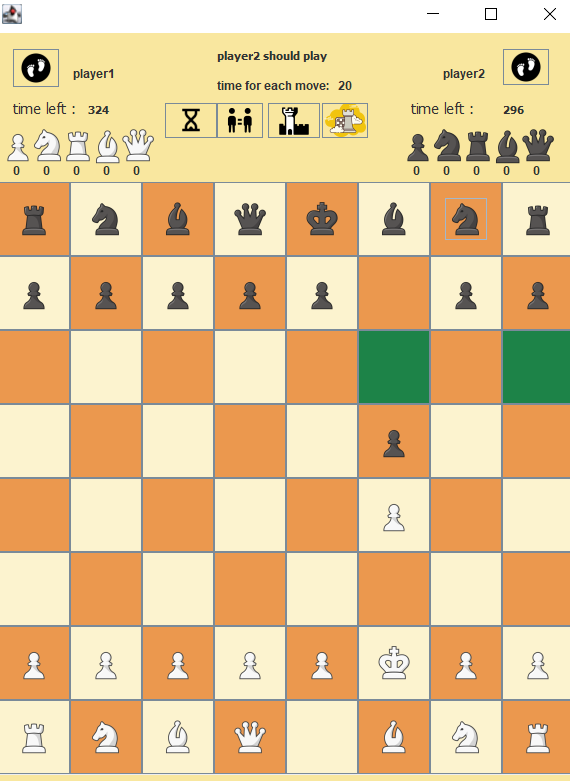 player2 should play
player1
player2
time for each move: 20
time left : 324
time left : 296
0 0 0 0 0
0 0 0 0 0